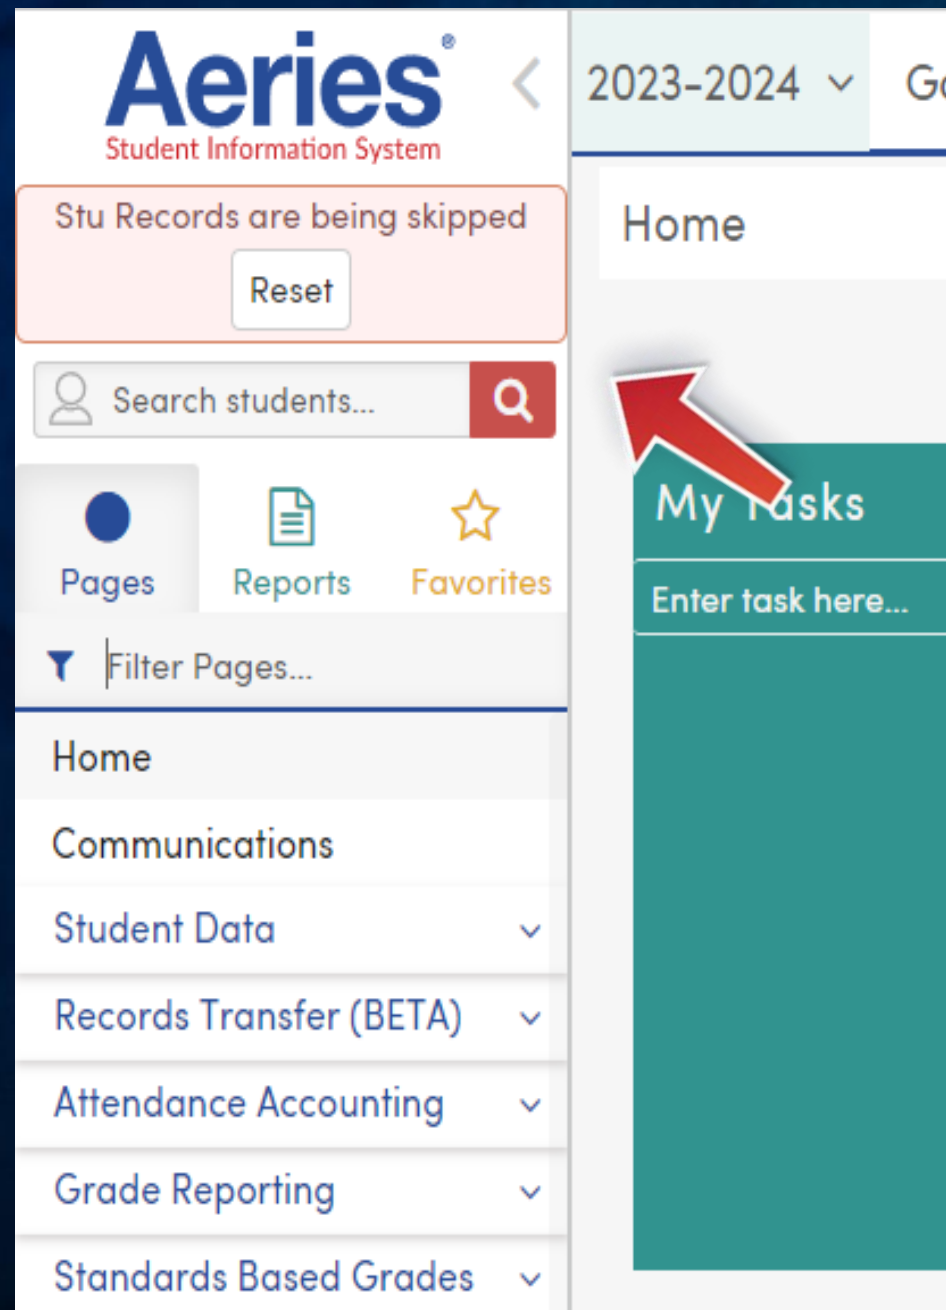 Aeries®
Student Information System
2023-2024
Stu Records are being skipped
Reset
Home
Search students...
Pages
Reports
Favorites
My Tasks
Enter task here...
Filter Pages...
Home
Communications
Student Data
Records Transfer (BETA)
Attendance Accounting
Grade Reporting
Standards Based Grades